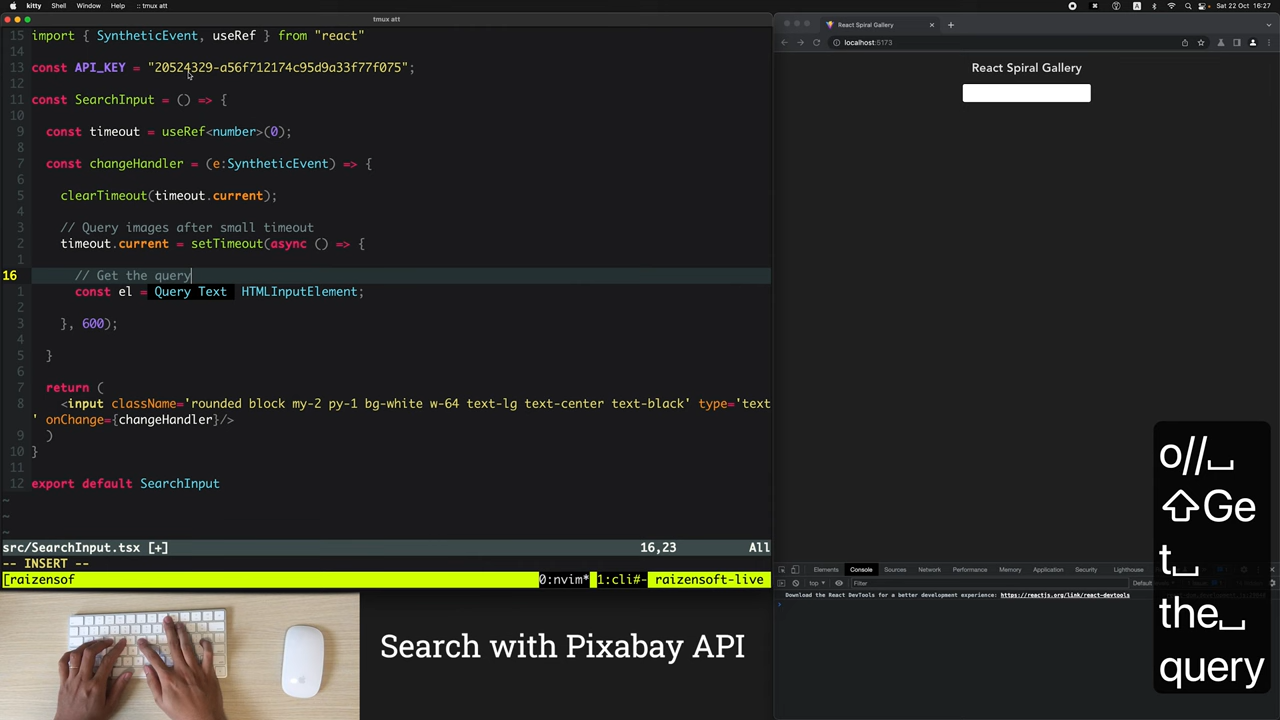 kitty Shell Edit Window Help :: tmux att
Sat 22 Oct 16:27
tmux att
15 import { SyntheticEvent, useRef } from "react"
14
13 const API_KEY = "20524329-a56f712174c95d9a33f77f075";
12
11 const SearchInput = () => {
10
9 const timeout = useRef<number>(0);
8
7 const changeHandler = (e:SyntheticEvent) => {
6
5 clearTimeout(timeout.current);
4
3 // Query images after small timeout
2 timeout.current = setTimeout(async () => {
1
16 // Get the query
1 const el = Query Text HTMLInputElement;
2
3 }, 600);
4
5 }
6
7 return (
8 <input className='rounded block my-2 py-1 bg-white w-64 text-lg text-center text-black' type='text
' onChange={changeHandler}/>
9 )
10 }
11
12 export default SearchInput
~
~
~
src/SearchInput.tsx [+] 16,23 All
-- INSERT --
[raizensof 0:nvim* 1:cli#- raizensoft-live
React Spiral Gallery
localhost:5173
React Spiral Gallery
Elements Console Sources Network Performance Memory Application Security Lighthouse
top Filter
Download the React DevTools for a better development experience: https://reactjs.org/link/react-devtools
Search with Pixabay API
o//␣
⇧Ge
t␣
the␣
query